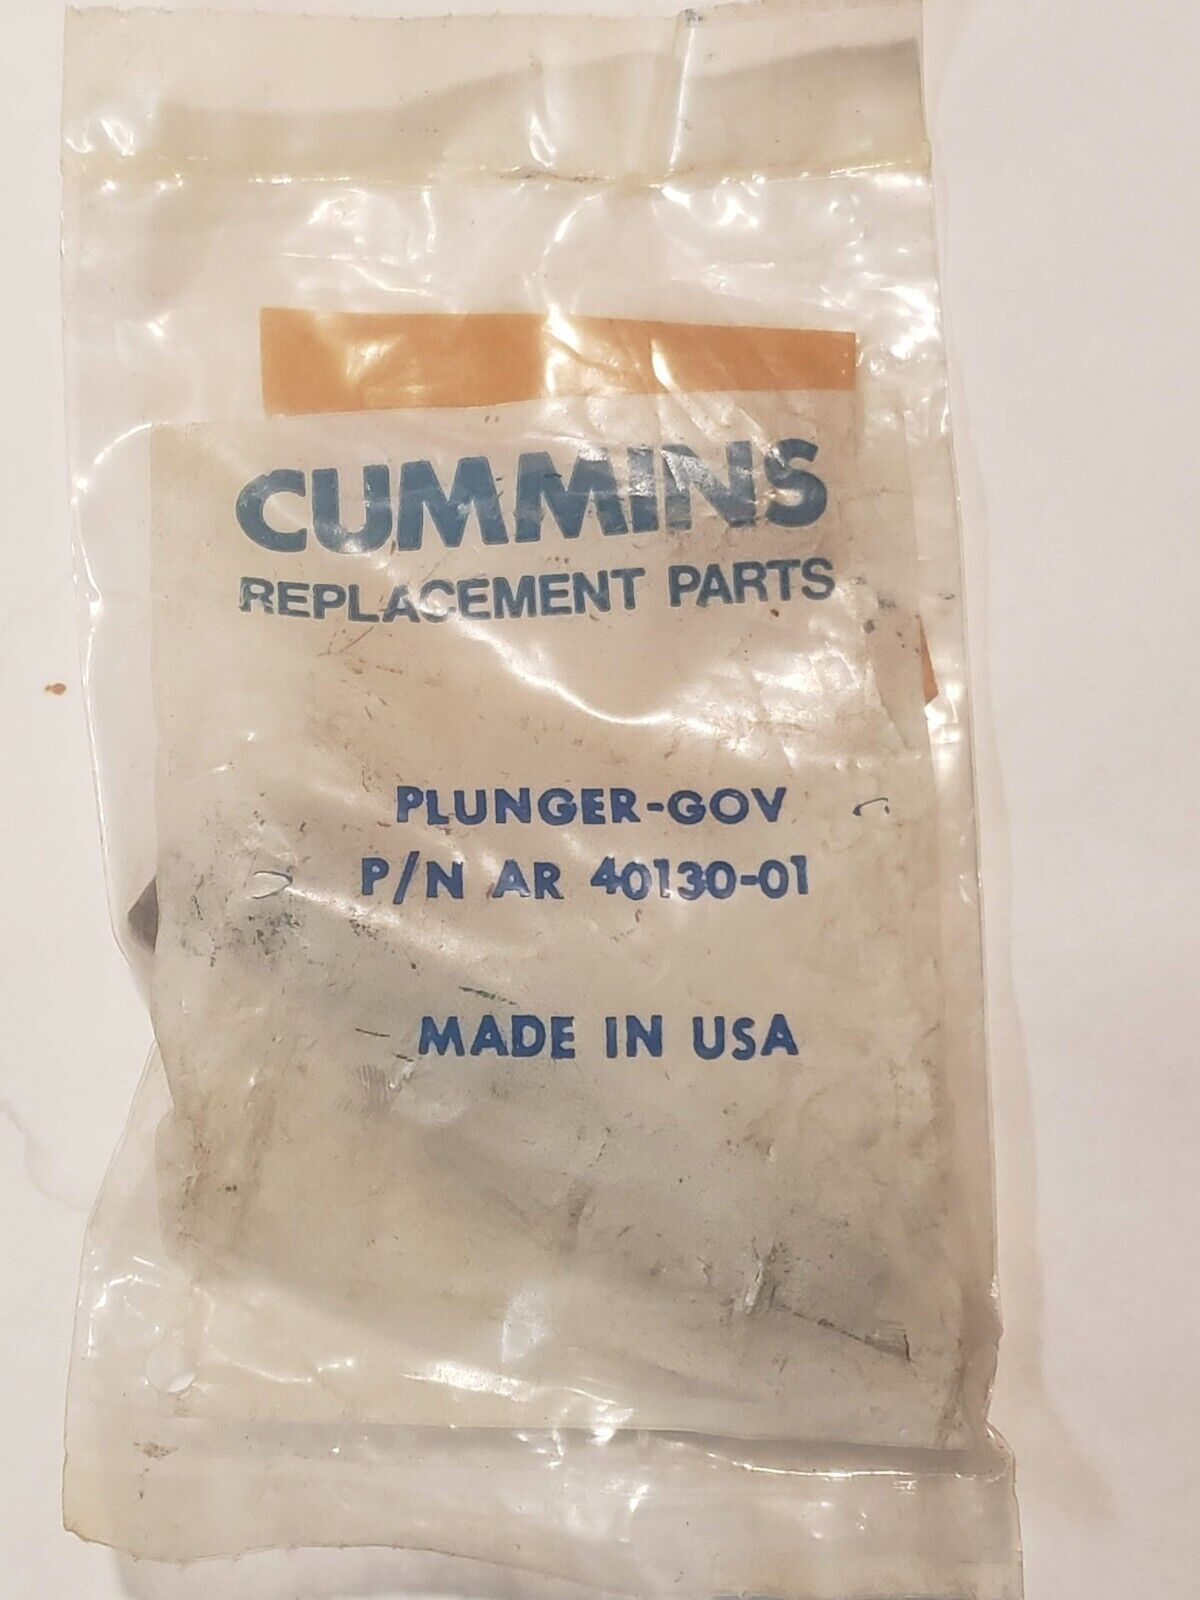 CUMMINS
REPLACEMENT PARTS
PLUNGER-GOV
P/N AR 40130-01
MADE IN USA